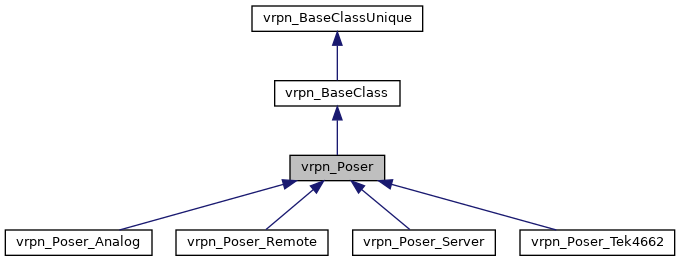 vrpn_BaseClassUnique
vrpn_BaseClass
vrpn_Poser
vrpn_Poser_Analog
vrpn_Poser_Remote
vrpn_Poser_Server
vrpn_Poser_Tek4662